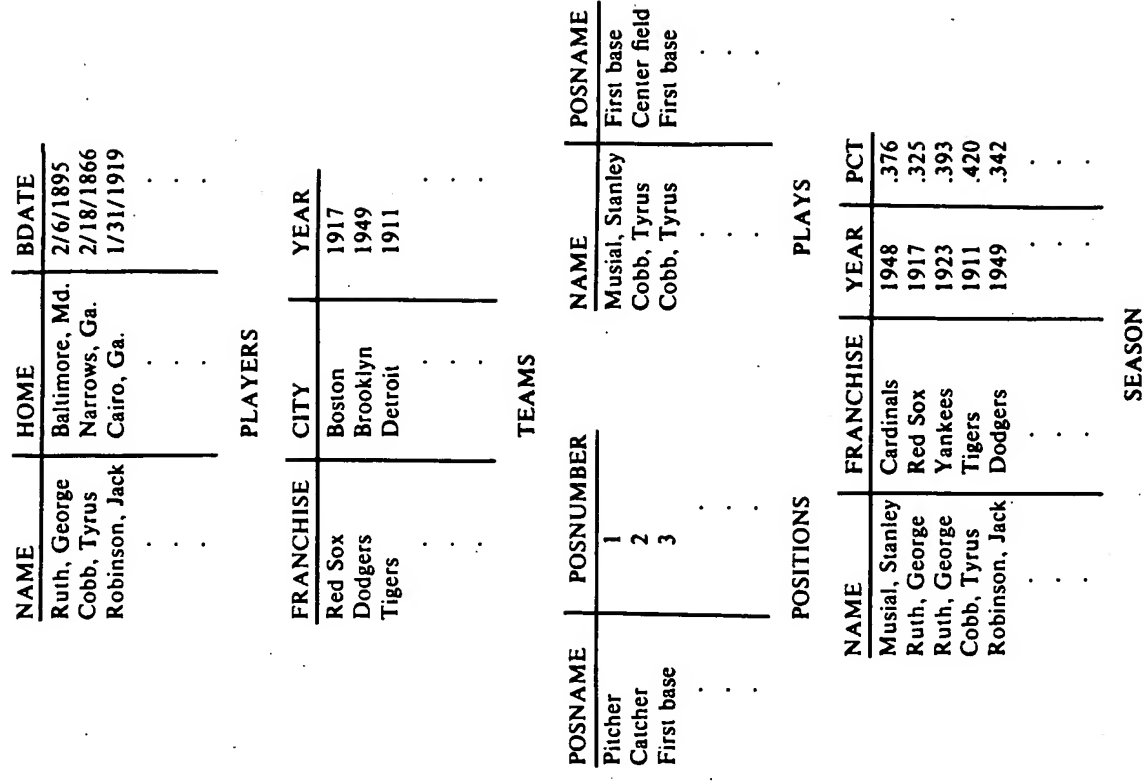 NAME HOME BDATE
Ruth, George Baltimore, Md. 2/6/1895
Cobb, Tyrus Narrows, Ga. 2/18/1866
Robinson, Jack Cairo, Ga. 1/31/1919
. . . . . . . . .
PLAYERS
FRANCHISE CITY YEAR
Red Sox Boston 1917
Dodgers Brooklyn 1949
Tigers Detroit 1911
. . . . . . . . .
TEAMS
POSNAME POSNUMBER
Pitcher 1
Catcher 2
First base 3
. . . . . .
POSITIONS
NAME POSNAME
Musial, Stanley First base
Cobb, Tyrus Center field
Cobb, Tyrus First base
. . . . . .
PLAYS
NAME FRANCHISE YEAR PCT
Musial, Stanley Cardinals 1948 .376
Ruth, George Red Sox 1917 .325
Ruth, George Yankees 1923 .393
Cobb, Tyrus Tigers 1911 .420
Robinson, Jack Dodgers 1949 .342
. . . . . . . . . . . .
SEASON